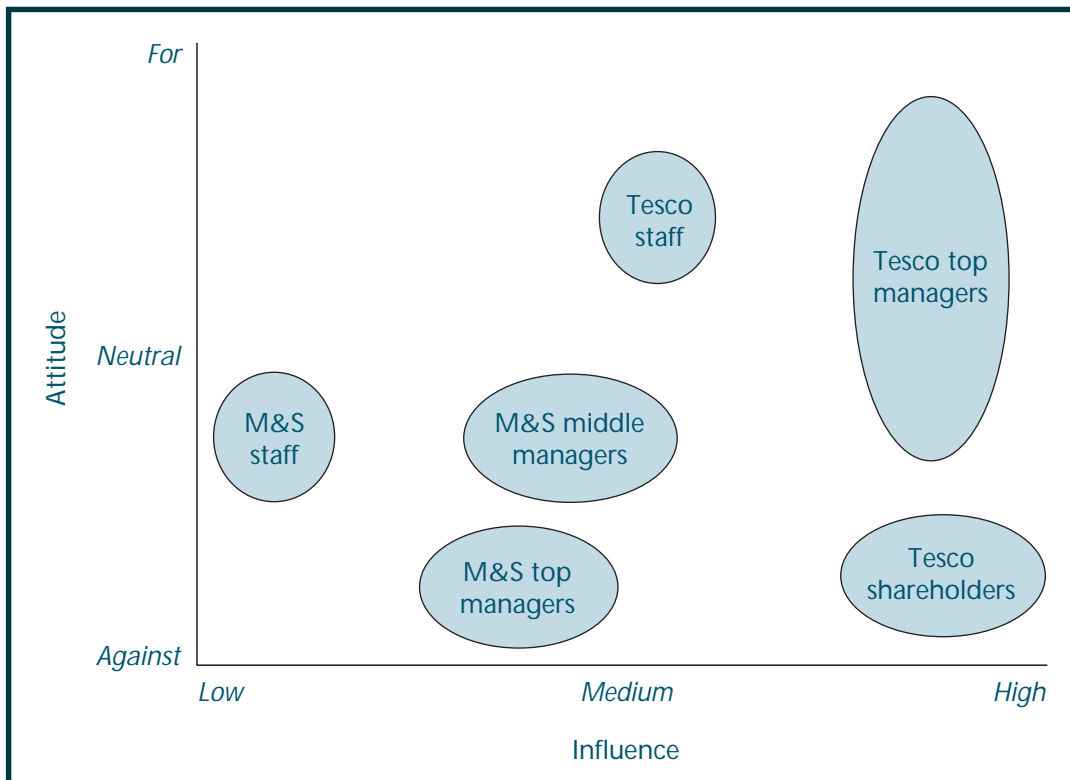 For
Tesco
staff
Tesco top
managers
Attitude
Neutral
M&S
staff
M&S middle
managers
M&S top
managers
Tesco
shareholders
Against
Low
Medium
High
Influence